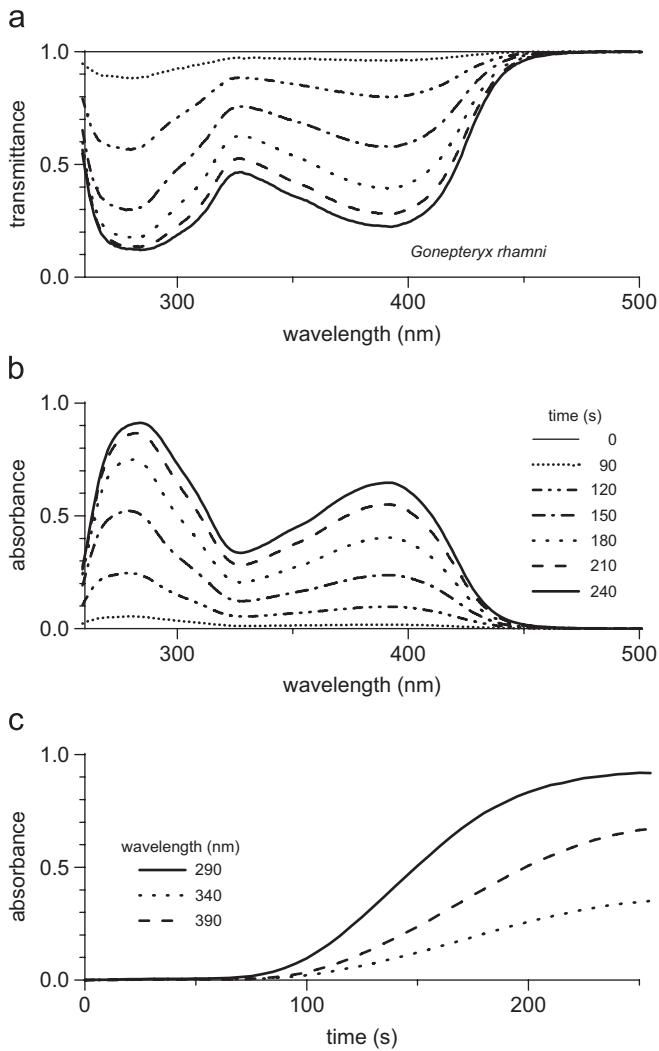 a
1.0
0.5
0.0
transmittance
Gonepteryx rhamni
300
400
500
wavelength (nm)
b
1.0
0.5
0.0
absorbance
time (s)
0
90
120
150
180
210
240
300
400
500
wavelength (nm)
c
1.0
0.5
0.0
absorbance
wavelength (nm)
290
340
390
0
100
200
time (s)